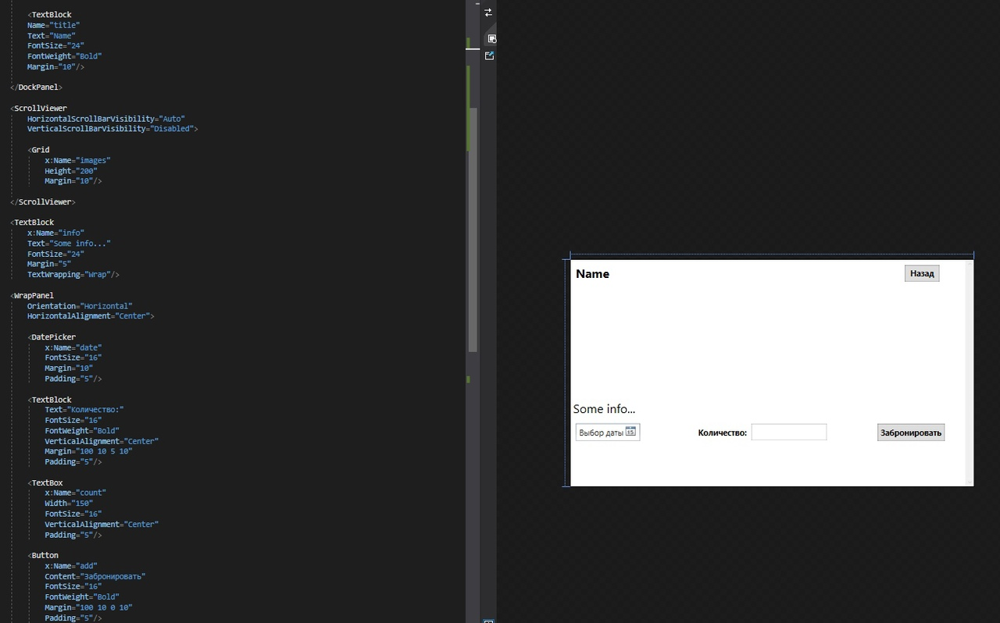 <TextBlock
Name="title"
Text="Name"
FontSize="24"
FontWeight="Bold"
Margin="10"/>
</DockPanel>
<ScrollViewer
HorizontalScrollBarVisibility="Auto"
VerticalScrollBarVisibility="Disabled">
<Grid
x:Name="images"
Height="200"
Margin="10"/>
</ScrollViewer>
<TextBlock
x:Name="info"
Text="Some info..."
FontSize="24"
Margin="5"
TextWrapping="Wrap"/>
<WrapPanel
Orientation="Horizontal"
HorizontalAlignment="Center">
<DatePicker
x:Name="date"
FontSize="16"
Margin="10"
Padding="5"/>
<TextBlock
Text="Количество:"
FontSize="16"
FontWeight="Bold"
VerticalAlignment="Center"
Margin="100 10 5 10"
Padding="5"/>
<TextBox
x:Name="count"
Width="150"
FontSize="16"
VerticalAlignment="Center"
Padding="5"/>
<Button
x:Name="add"
Content="Забронировать"
FontSize="16"
FontWeight="Bold"
Margin="100 10 0 10"
Padding="5"/>
Name
Назад
Some info...
Выбор даты 15
Количество:
Забронировать